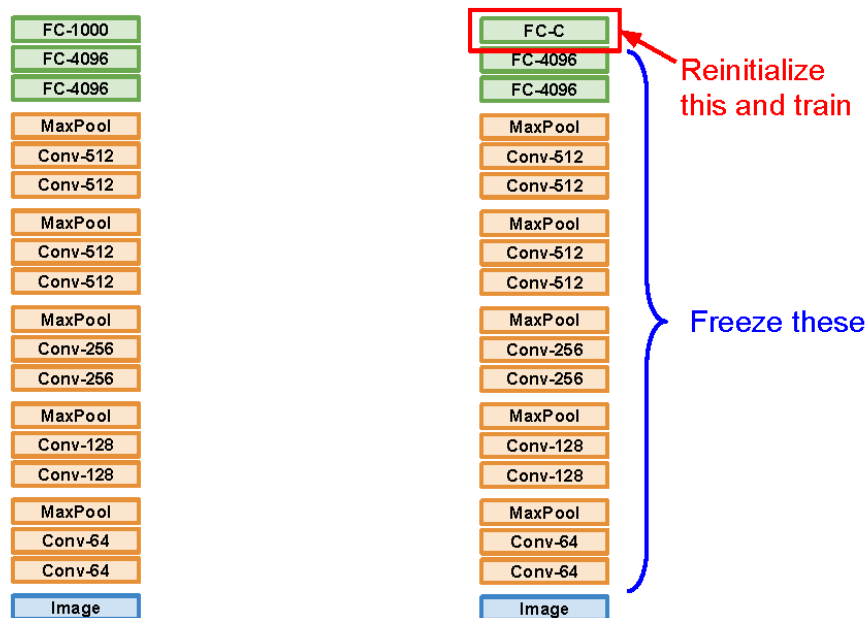 FC-1000
FC-4096
FC-4096
MaxPool
Conv-512
Conv-512
MaxPool
Conv-512
Conv-512
MaxPool
Conv-256
Conv-256
MaxPool
Conv-128
Conv-128
MaxPool
Conv-64
Conv-64
Image
FC-C
FC-4096
FC-4096
MaxPool
Conv-512
Conv-512
MaxPool
Conv-512
Conv-512
MaxPool
Conv-256
Conv-256
MaxPool
Conv-128
Conv-128
MaxPool
Conv-64
Conv-64
Image
Reinitialize
this and train
Freeze these